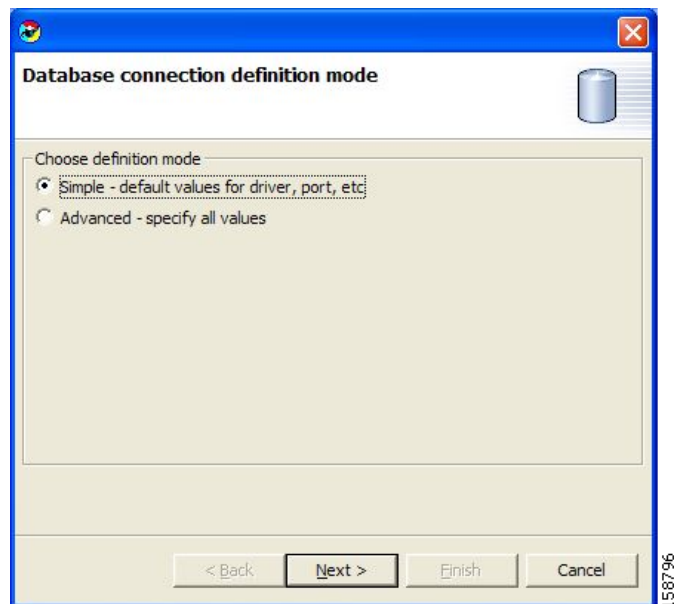 Database connection definition mode
Choose definition mode
Simple - default values for driver, port, etc
Advanced - specify all values
< Back
Next >
Finish
Cancel
158796